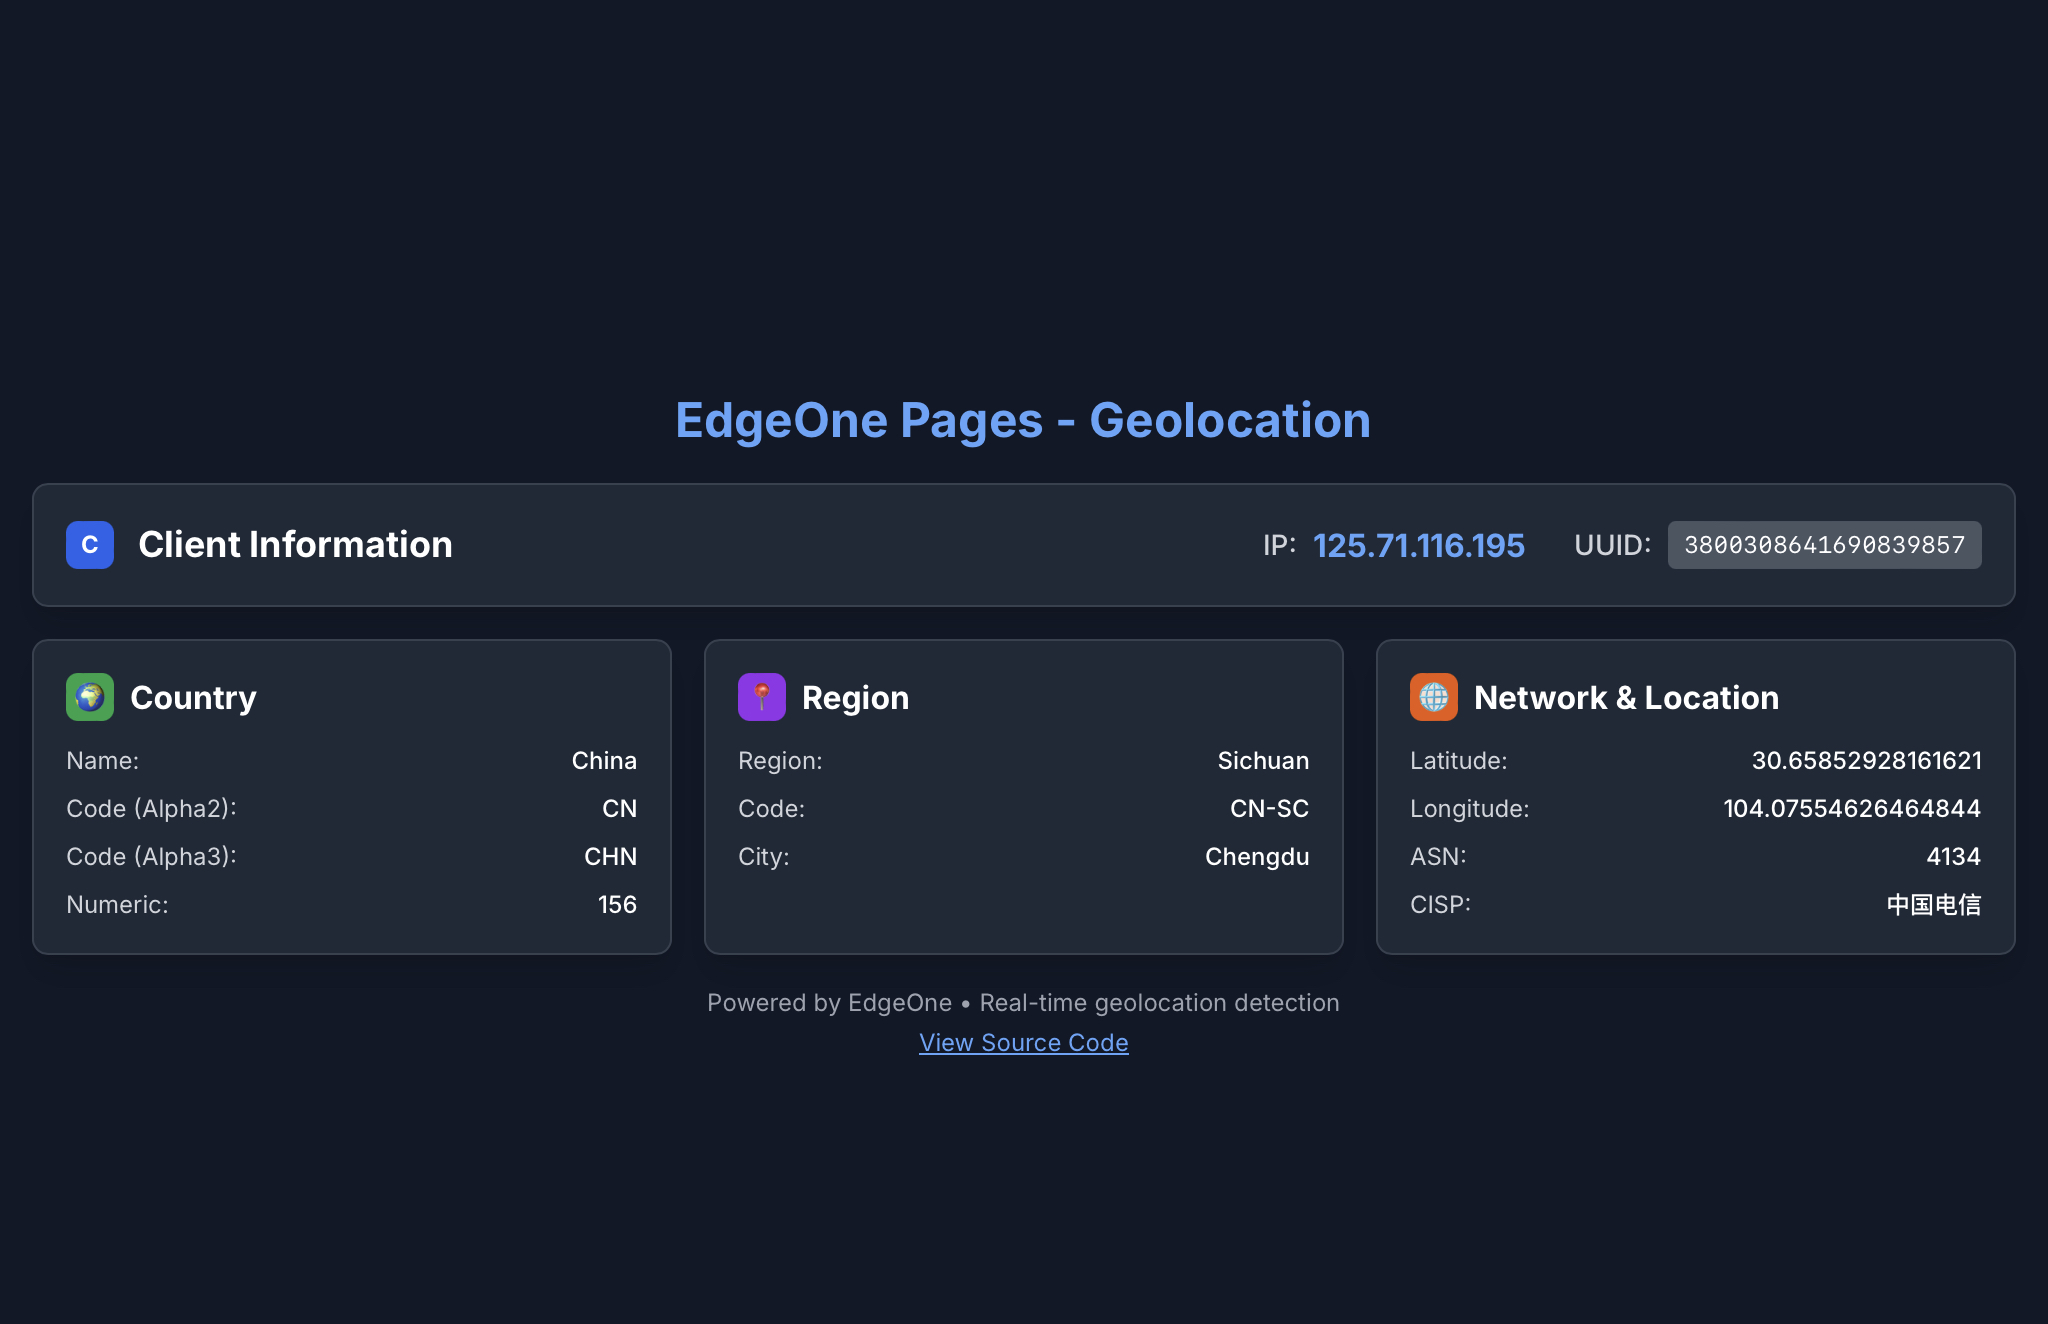 EdgeOne Pages - Geolocation
C Client Information IP: 125.71.116.195 UUID: 3800308641690839857
Country
Name: China
Code (Alpha2): CN
Code (Alpha3): CHN
Numeric: 156
Region
Region: Sichuan
Code: CN-SC
City: Chengdu
Network & Location
Latitude: 30.65852928161621
Longitude: 104.07554626464844
ASN: 4134
CISP: 中国电信
Powered by EdgeOne • Real-time geolocation detection
View Source Code